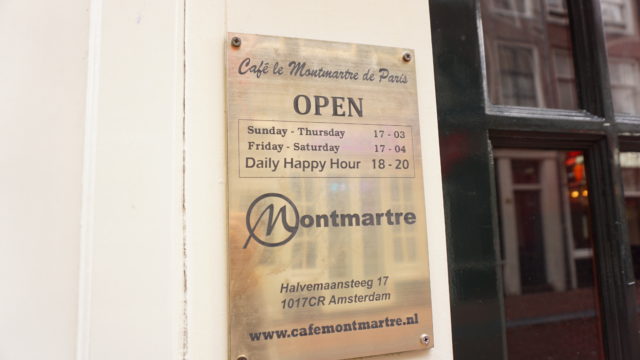 Café le Montmartre de Paris
OPEN
Sunday - Thursday 17 - 03
Friday - Saturday 17 - 04
Daily Happy Hour 18 - 20
Montmartre
Halvemaansteeg 17
1017CR Amsterdam
www.cafemontmartre.nl